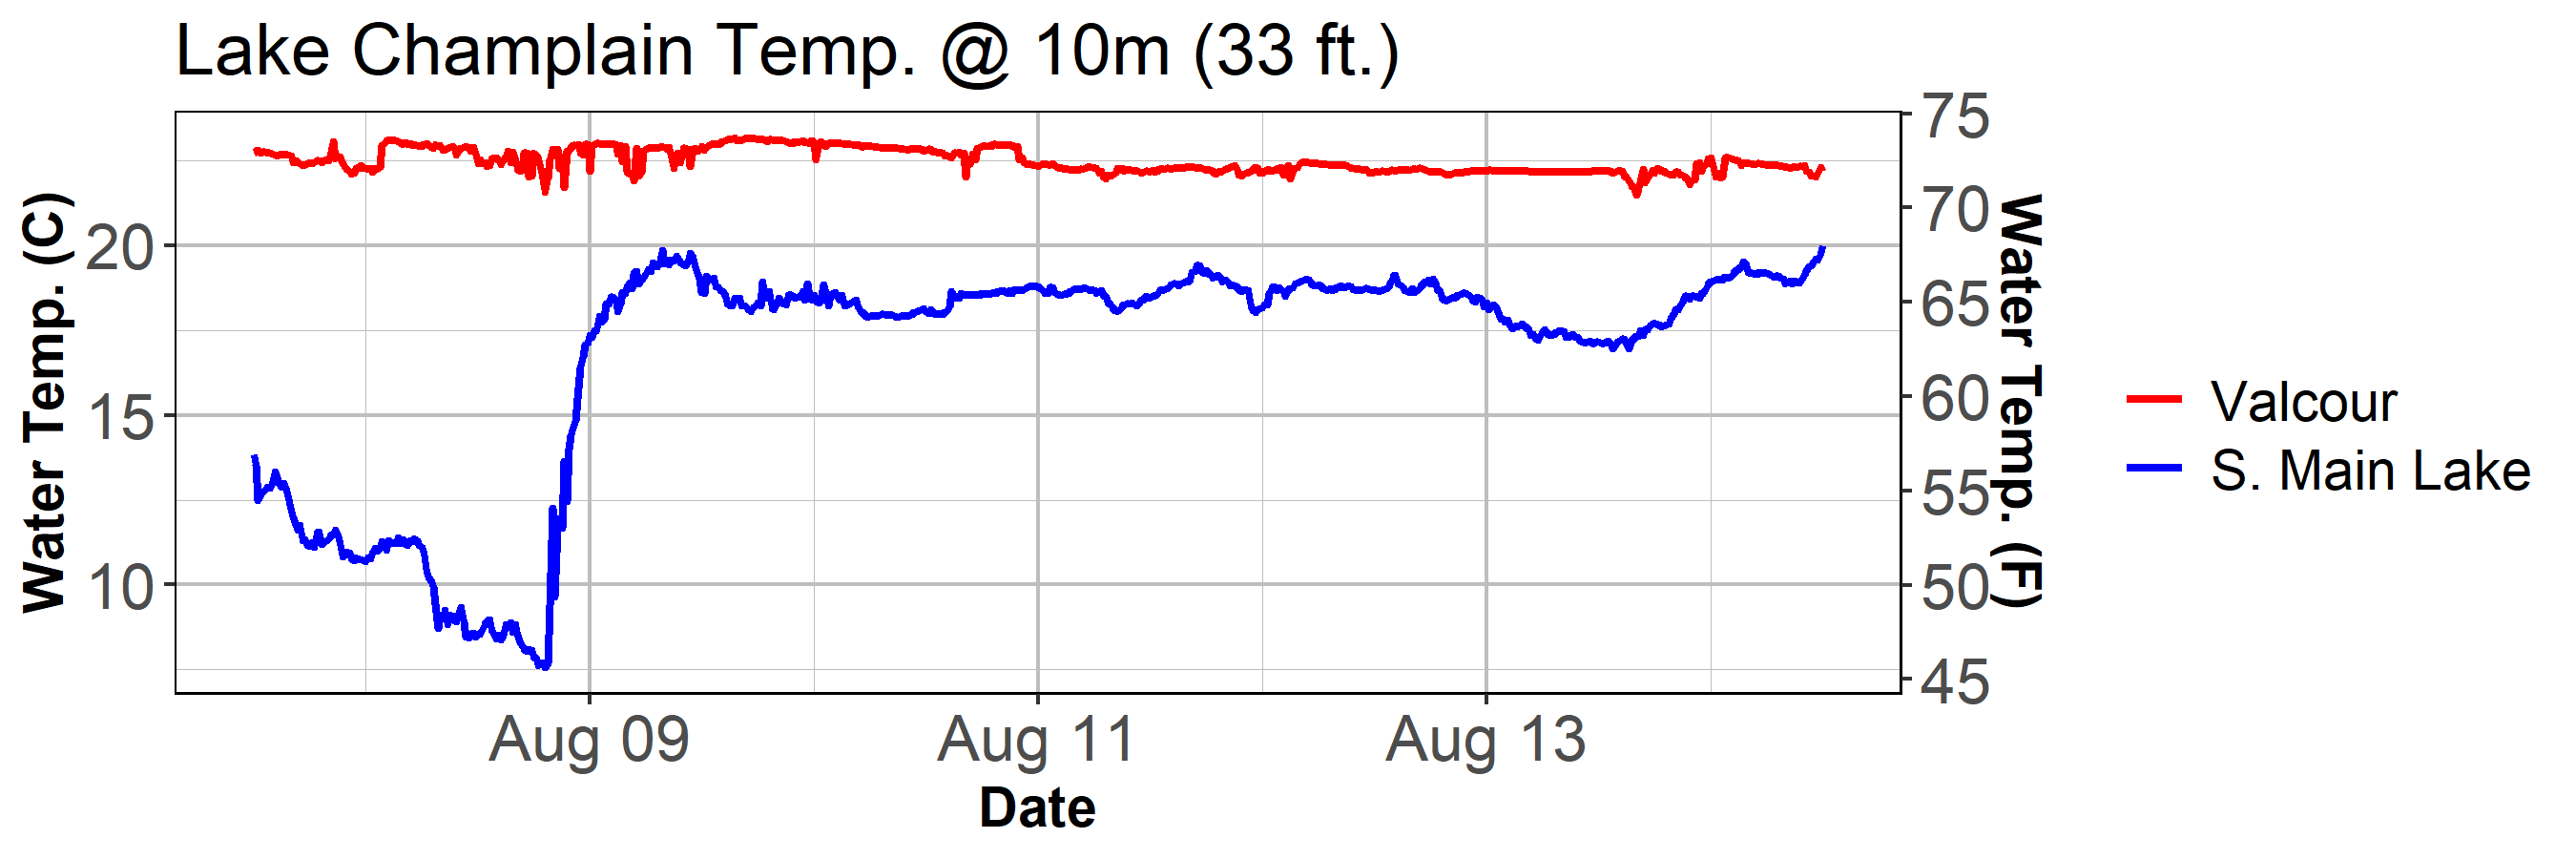 Lake Champlain Temp. @ 10m (33 ft.)
Water Temp. (C)
20
15
10
75
70
65
60
55
50
45
Water Temp. (F)
Valcour
S. Main Lake
Aug 09
Aug 11
Aug 13
Date